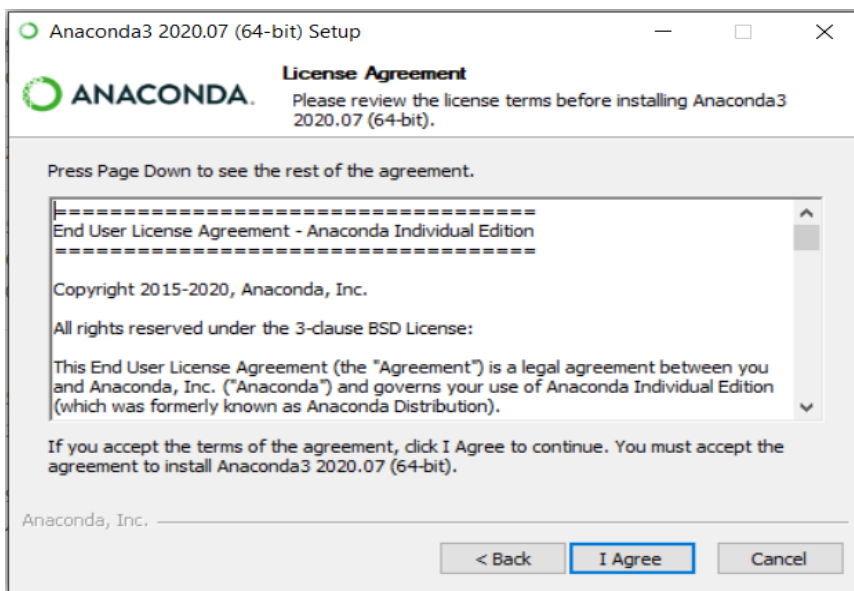 Anaconda3 2020.07 (64-bit) Setup
ANACONDA.
License Agreement
Please review the license terms before installing Anaconda3
2020.07 (64-bit).
Press Page Down to see the rest of the agreement.
===================================
End User License Agreement - Anaconda Individual Edition
===================================
Copyright 2015-2020, Anaconda, Inc.
All rights reserved under the 3-clause BSD License:
This End User License Agreement (the "Agreement") is a legal agreement between you
and Anaconda, Inc. ("Anaconda") and governs your use of Anaconda Individual Edition
(which was formerly known as Anaconda Distribution).
If you accept the terms of the agreement, click I Agree to continue. You must accept the
agreement to install Anaconda3 2020.07 (64-bit).
Anaconda, Inc.
< Back
I Agree
Cancel